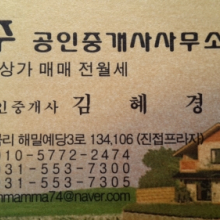 주 공인중개사사무소
상가 매매 전월세
인중개사 김 혜 경
리 해밀예당3로 134,106 (진접프라자)
010-5772-2474
031-553-7300
031-553-7305
nmamma74@naver.com